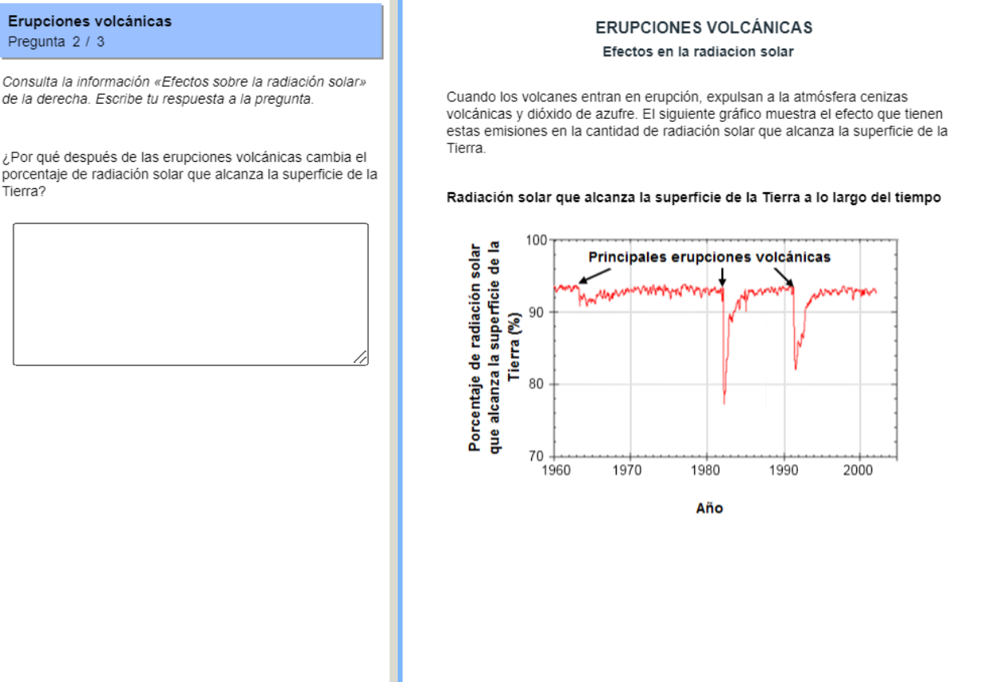 Erupciones volcánicas
Pregunta 2 / 3
Consulta la información «Efectos sobre la radiación solar»
de la derecha. Escribe tu respuesta a la pregunta.
¿Por qué después de las erupciones volcánicas cambia el
porcentaje de radiación solar que alcanza la superficie de la
Tierra?
ERUPCIONES VOLCÁNICAS
Efectos en la radiacion solar
Cuando los volcanes entran en erupción, expulsan a la atmósfera cenizas
volcánicas y dióxido de azufre. El siguiente gráfico muestra el efecto que tienen
estas emisiones en la cantidad de radiación solar que alcanza la superficie de la
Tierra.
Radiación solar que alcanza la superficie de la Tierra a lo largo del tiempo
Porcentaje de radiación solar
que alcanza la superficie de la
Tierra (%)
100
Principales erupciones volcánicas
90
80
70
1960 1970 1980 1990 2000
Año